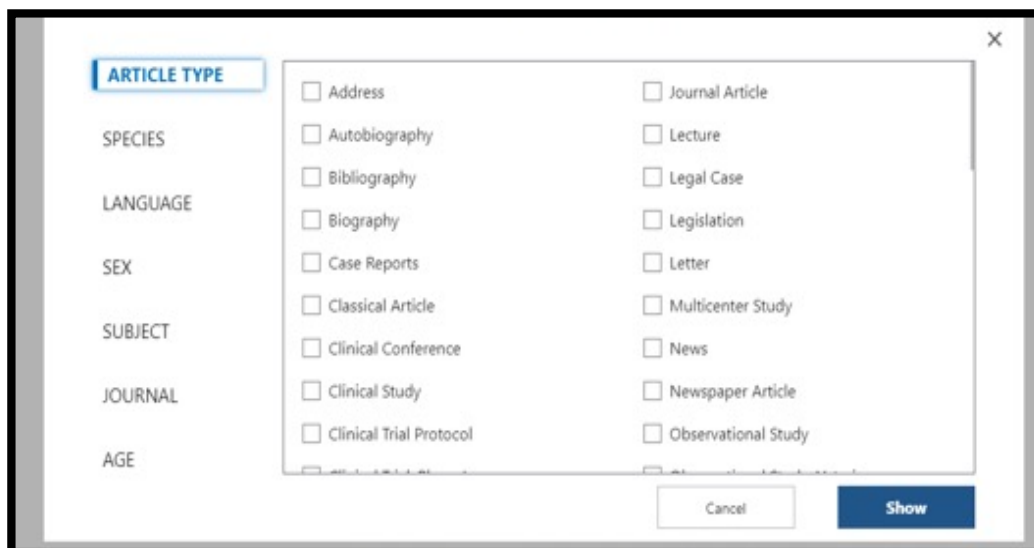 ×
ARTICLE TYPE
SPECIES
LANGUAGE
SEX
SUBJECT
JOURNAL
AGE
Address
Autobiography
Bibliography
Biography
Case Reports
Classical Article
Clinical Conference
Clinical Study
Clinical Trial Protocol
Journal Article
Lecture
Legal Case
Legislation
Letter
Multicenter Study
News
Newspaper Article
Observational Study
Cancel
Show